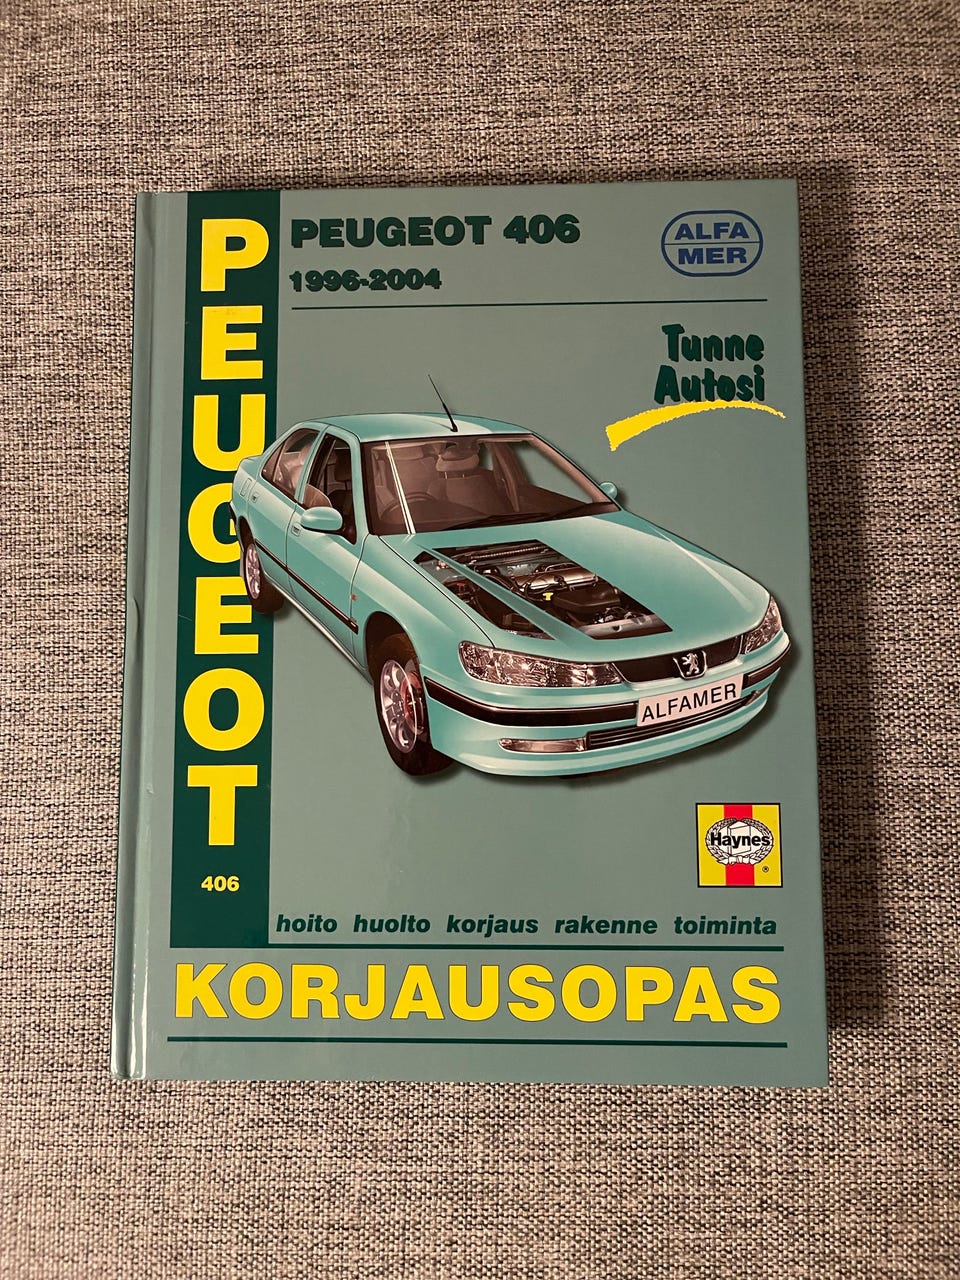 PEUGEOT
406
PEUGEOT 406
1996-2004
ALFA
MER
Tunne
Autosi
ALFAMER
Haynes
®
hoito huolto korjaus rakenne toiminta
KORJAUSOPAS